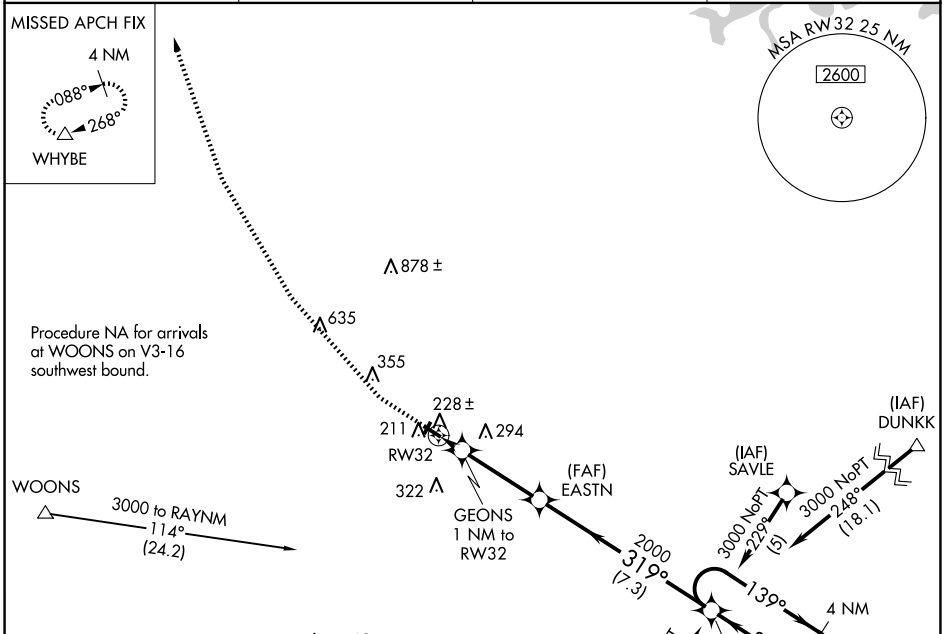 MISSED APCH FIX
4 NM
088°
268°
WHYBE
MSA RW32 25 NM
2600
878 ±
635
Procedure NA for arrivals
at WOONS on V3-16
southwest bound.
355
228 ±
211
294
RW32
322
(IAF)
DUNKK
(IAF)
SAVLE
(FAF)
EASTN
GEONS
1 NM to
RW32
WOONS
3000 to RAYNM
114°
(24.2)
3000 NoPT
248°
(18.1)
3000 NoPT
229°
(5)
2000
319°
(7.3)
139°
4 NM